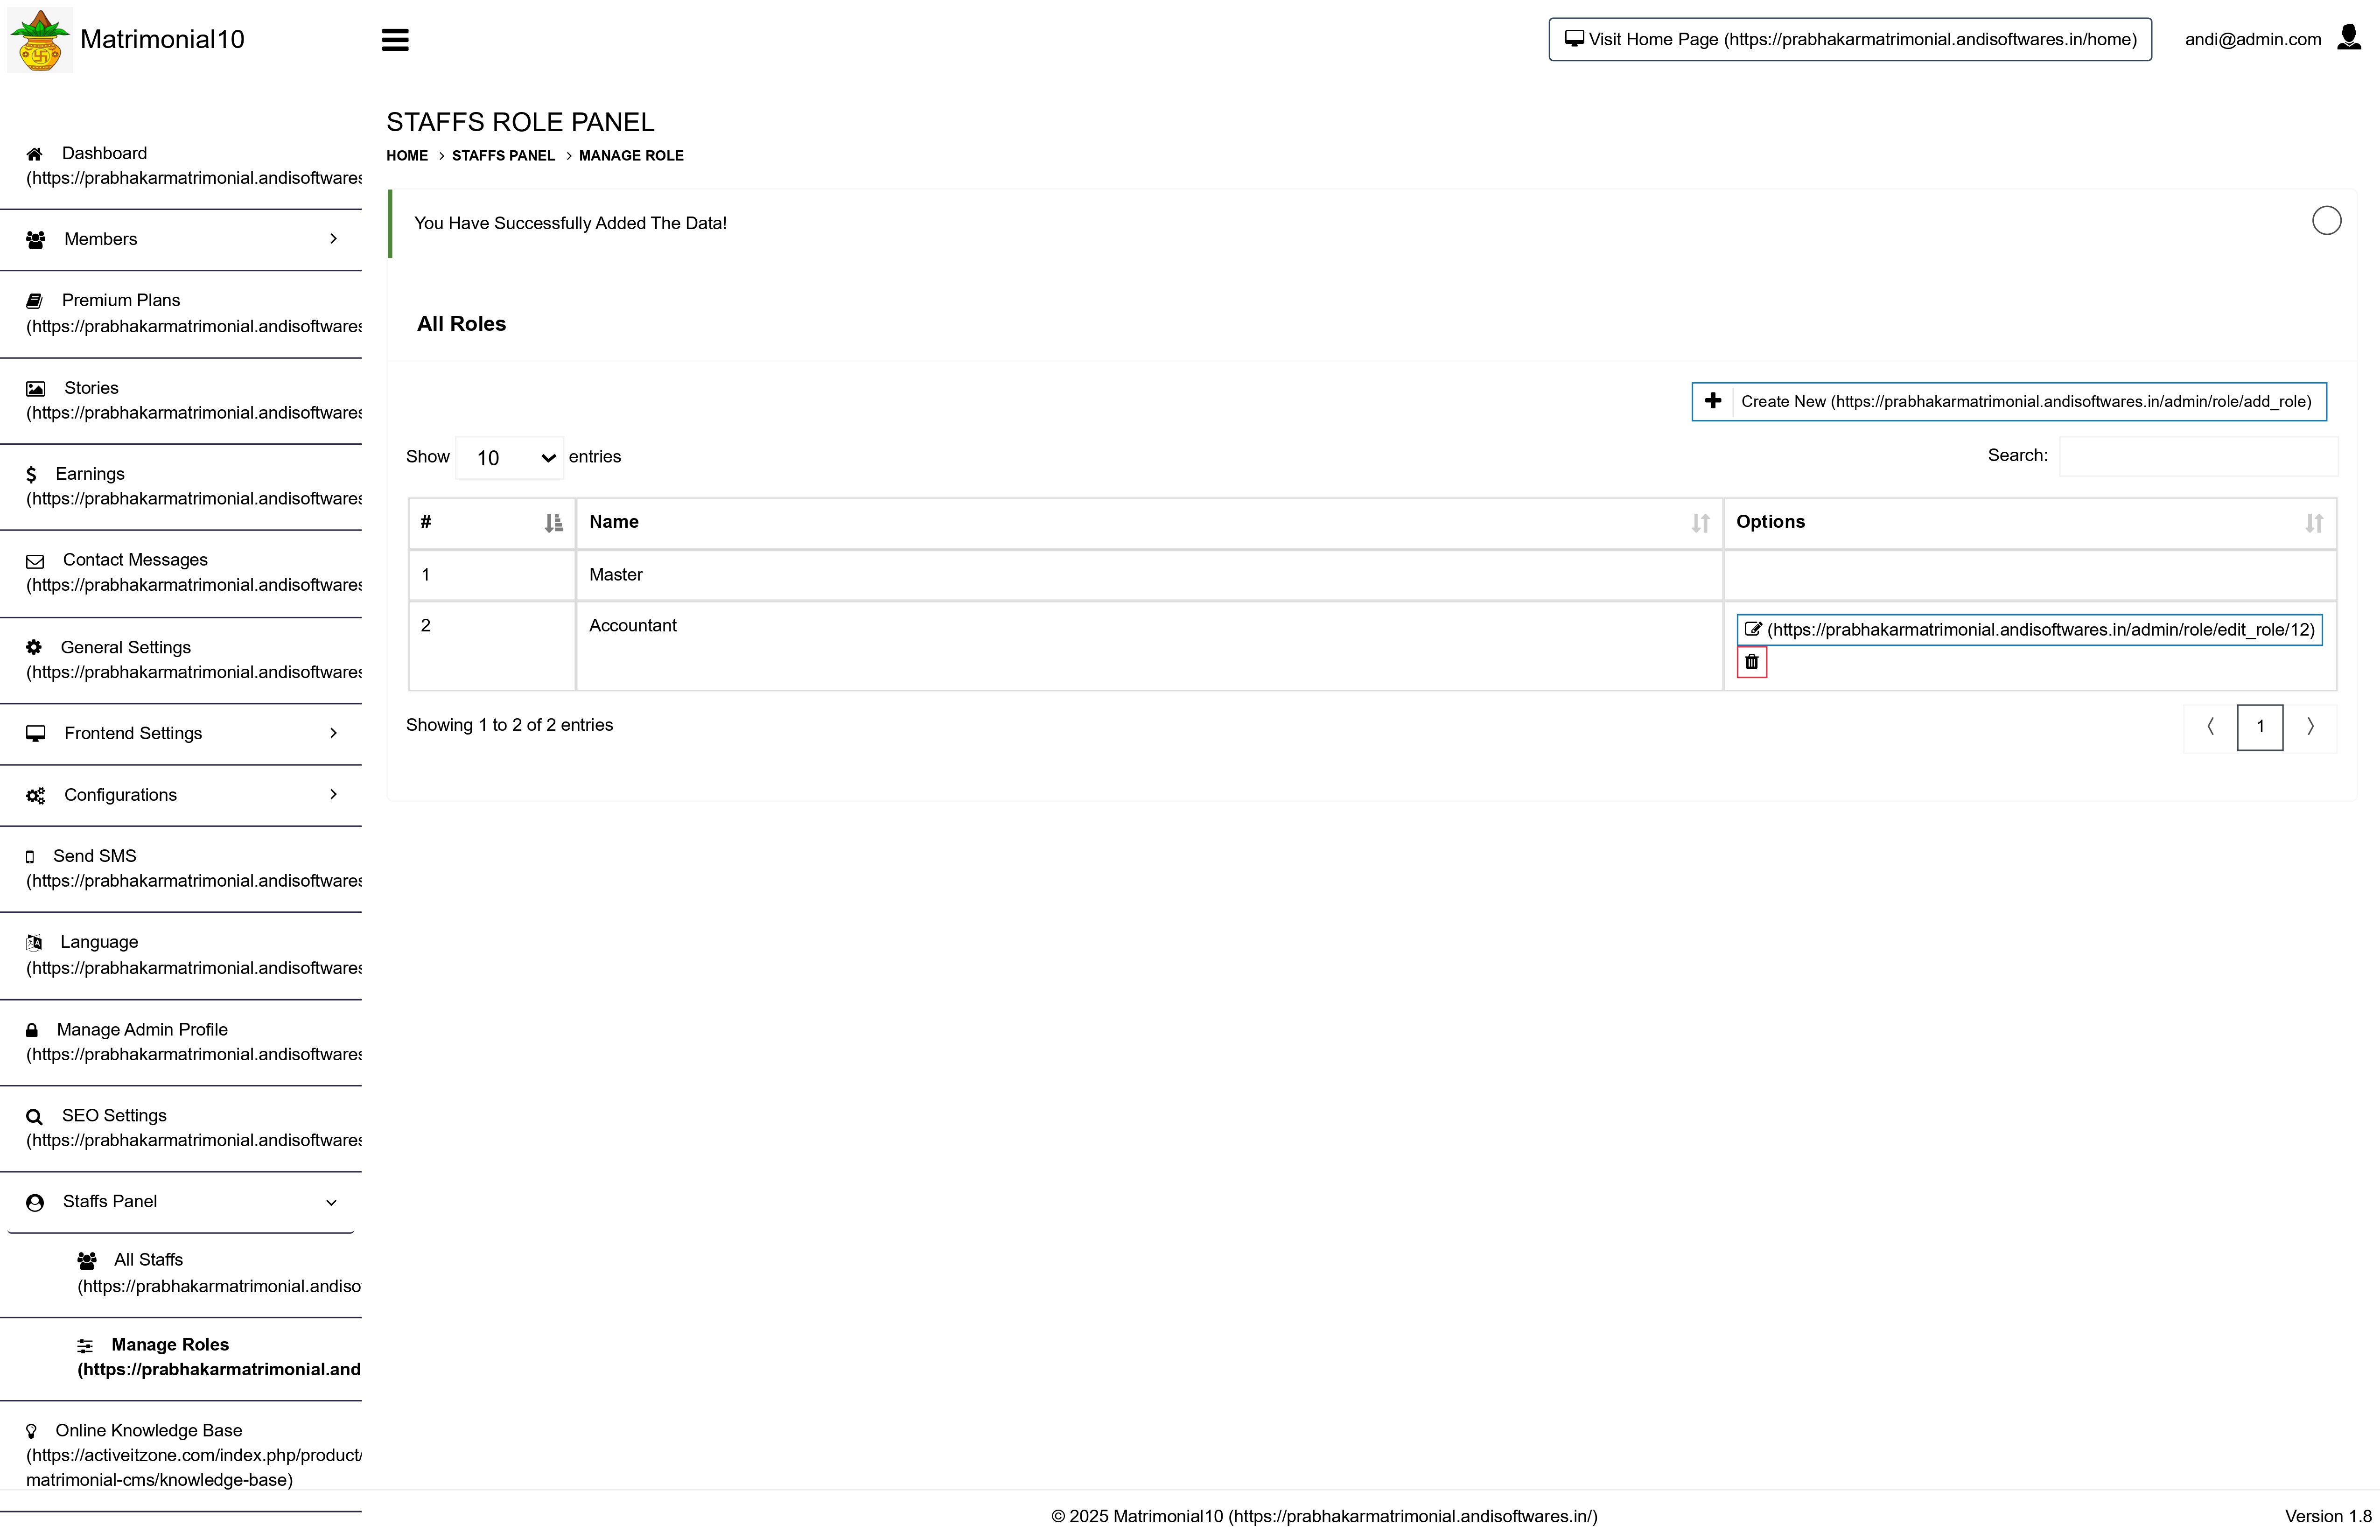 Matrimonial10
Visit Home Page (https://prabhakarmatrimonial.andisoftwares.in/home)
andi@admin.com
Dashboard
(https://prabhakarmatrimonial.andisoftwares
Members
Premium Plans
(https://prabhakarmatrimonial.andisoftwares
Stories
(https://prabhakarmatrimonial.andisoftwares
Earnings
(https://prabhakarmatrimonial.andisoftwares
Contact Messages
(https://prabhakarmatrimonial.andisoftwares
General Settings
(https://prabhakarmatrimonial.andisoftwares
Frontend Settings
Configurations
Send SMS
(https://prabhakarmatrimonial.andisoftwares
Language
(https://prabhakarmatrimonial.andisoftwares
Manage Admin Profile
(https://prabhakarmatrimonial.andisoftwares
SEO Settings
(https://prabhakarmatrimonial.andisoftwares
Staffs Panel
All Staffs
(https://prabhakarmatrimonial.andiso
Manage Roles
(https://prabhakarmatrimonial.and
Online Knowledge Base
(https://activeitzone.com/index.php/product/
matrimonial-cms/knowledge-base)
STAFFS ROLE PANEL
HOME > STAFFS PANEL > MANAGE ROLE
You Have Successfully Added The Data!
All Roles
Create New (https://prabhakarmatrimonial.andisoftwares.in/admin/role/add_role)
Show 10 entries
Search:
# Name Options
1 Master
2 Accountant (https://prabhakarmatrimonial.andisoftwares.in/admin/role/edit_role/12)
Showing 1 to 2 of 2 entries
1
© 2025 Matrimonial10 (https://prabhakarmatrimonial.andisoftwares.in/)
Version 1.8